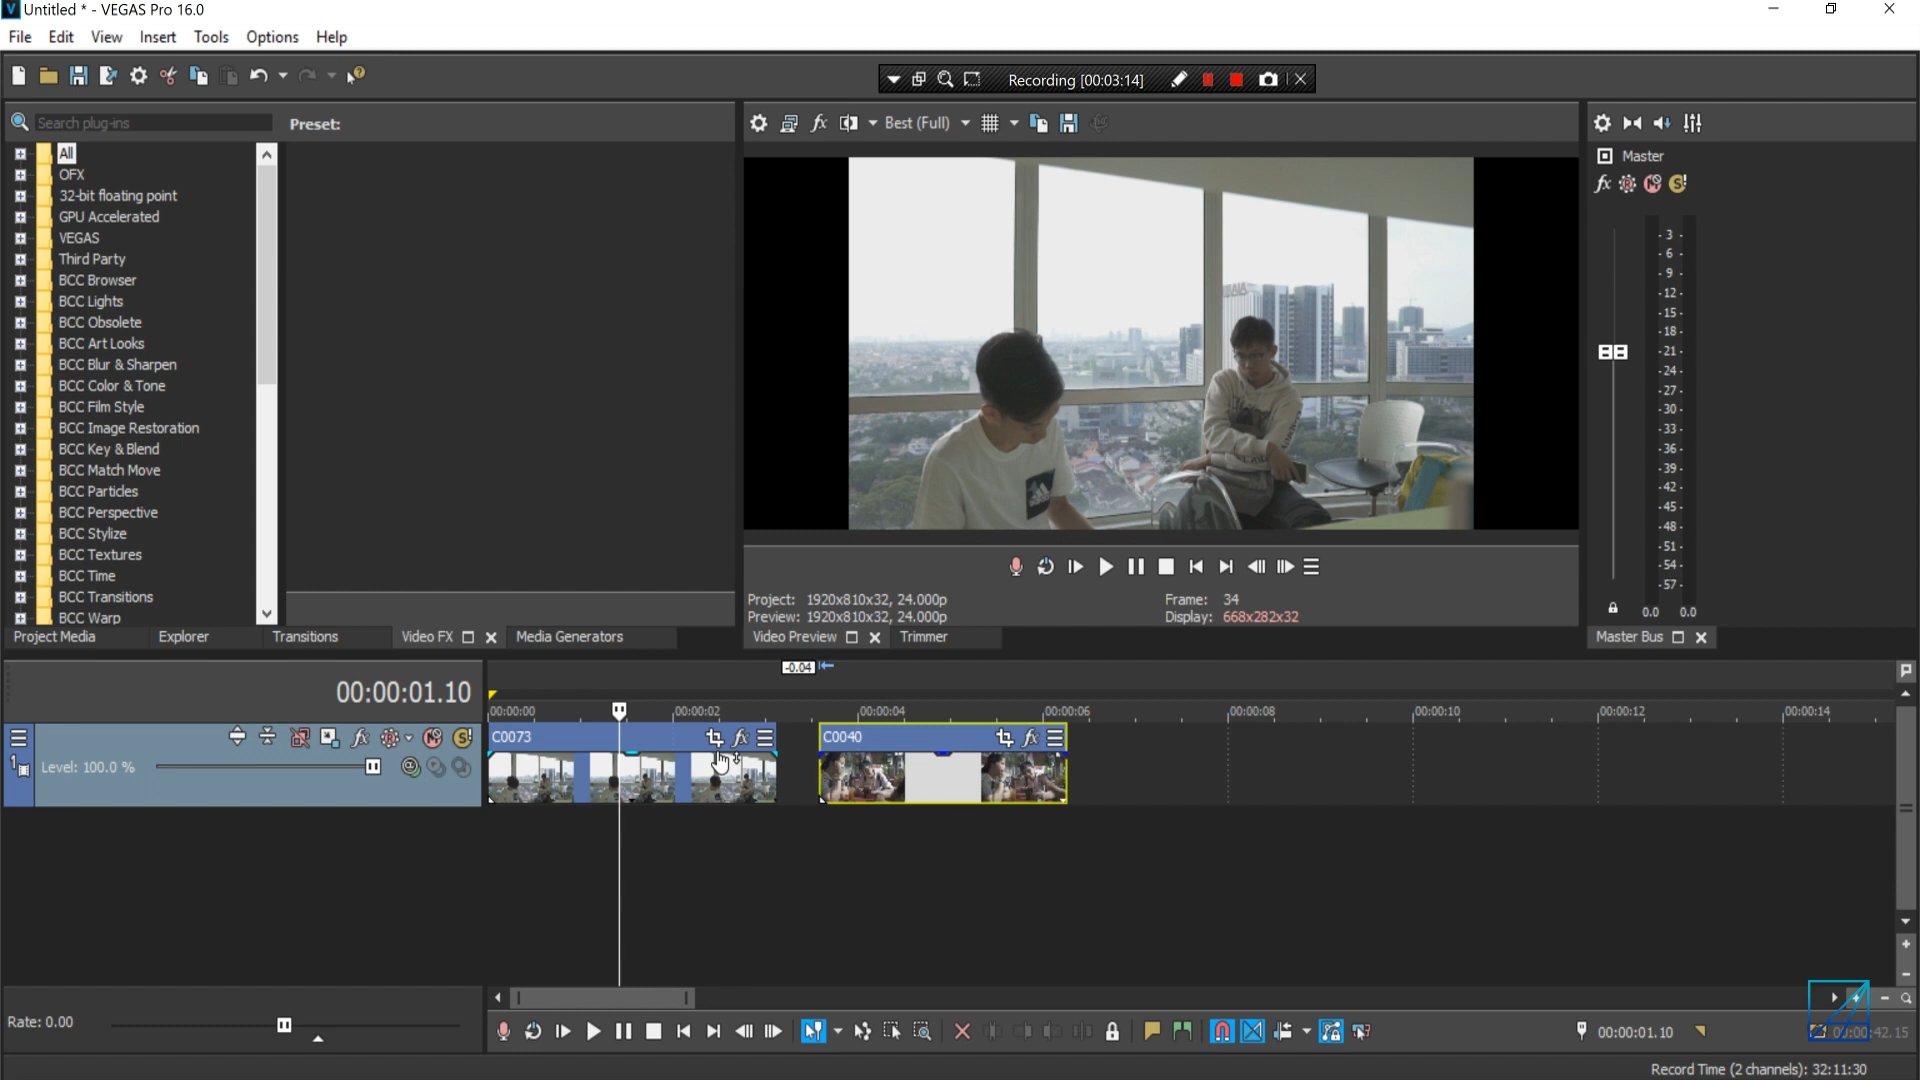 Untitled * - VEGAS Pro 16.0
File Edit View Insert Tools Options Help
Recording [00:03:14]
Search plug-ins
Preset:
Best (Full)
All
OFX
32-bit floating point
GPU Accelerated
VEGAS
Third Party
BCC Browser
BCC Lights
BCC Obsolete
BCC Art Looks
BCC Blur & Sharpen
BCC Color & Tone
BCC Film Style
BCC Image Restoration
BCC Key & Blend
BCC Match Move
BCC Particles
BCC Perspective
BCC Stylize
BCC Textures
BCC Time
BCC Transitions
BCC Warp
Master
-3-
-6-
-9-
-12-
-15-
-18-
-21-
-24-
-27-
-30-
-33-
-36-
-39-
-42-
-45-
-48-
-51-
-54-
-57-
0.0 0.0
Project: 1920x810x32, 24.000p
Preview: 1920x810x32, 24.000p
Frame: 34
Display: 668x282x32
Project Media Explorer Transitions Video FX Media Generators
Video Preview Trimmer
Master Bus
-0.04
00:00:01.10
00:00:00 00:00:02 00:00:04 00:00:06 00:00:08 00:00:10 00:00:12 00:00:14
C0073
C0040
1
Level: 100.0 %
Rate: 0.00
00:00:01.10
00:00:42.15
Record Time (2 channels): 32:11:30